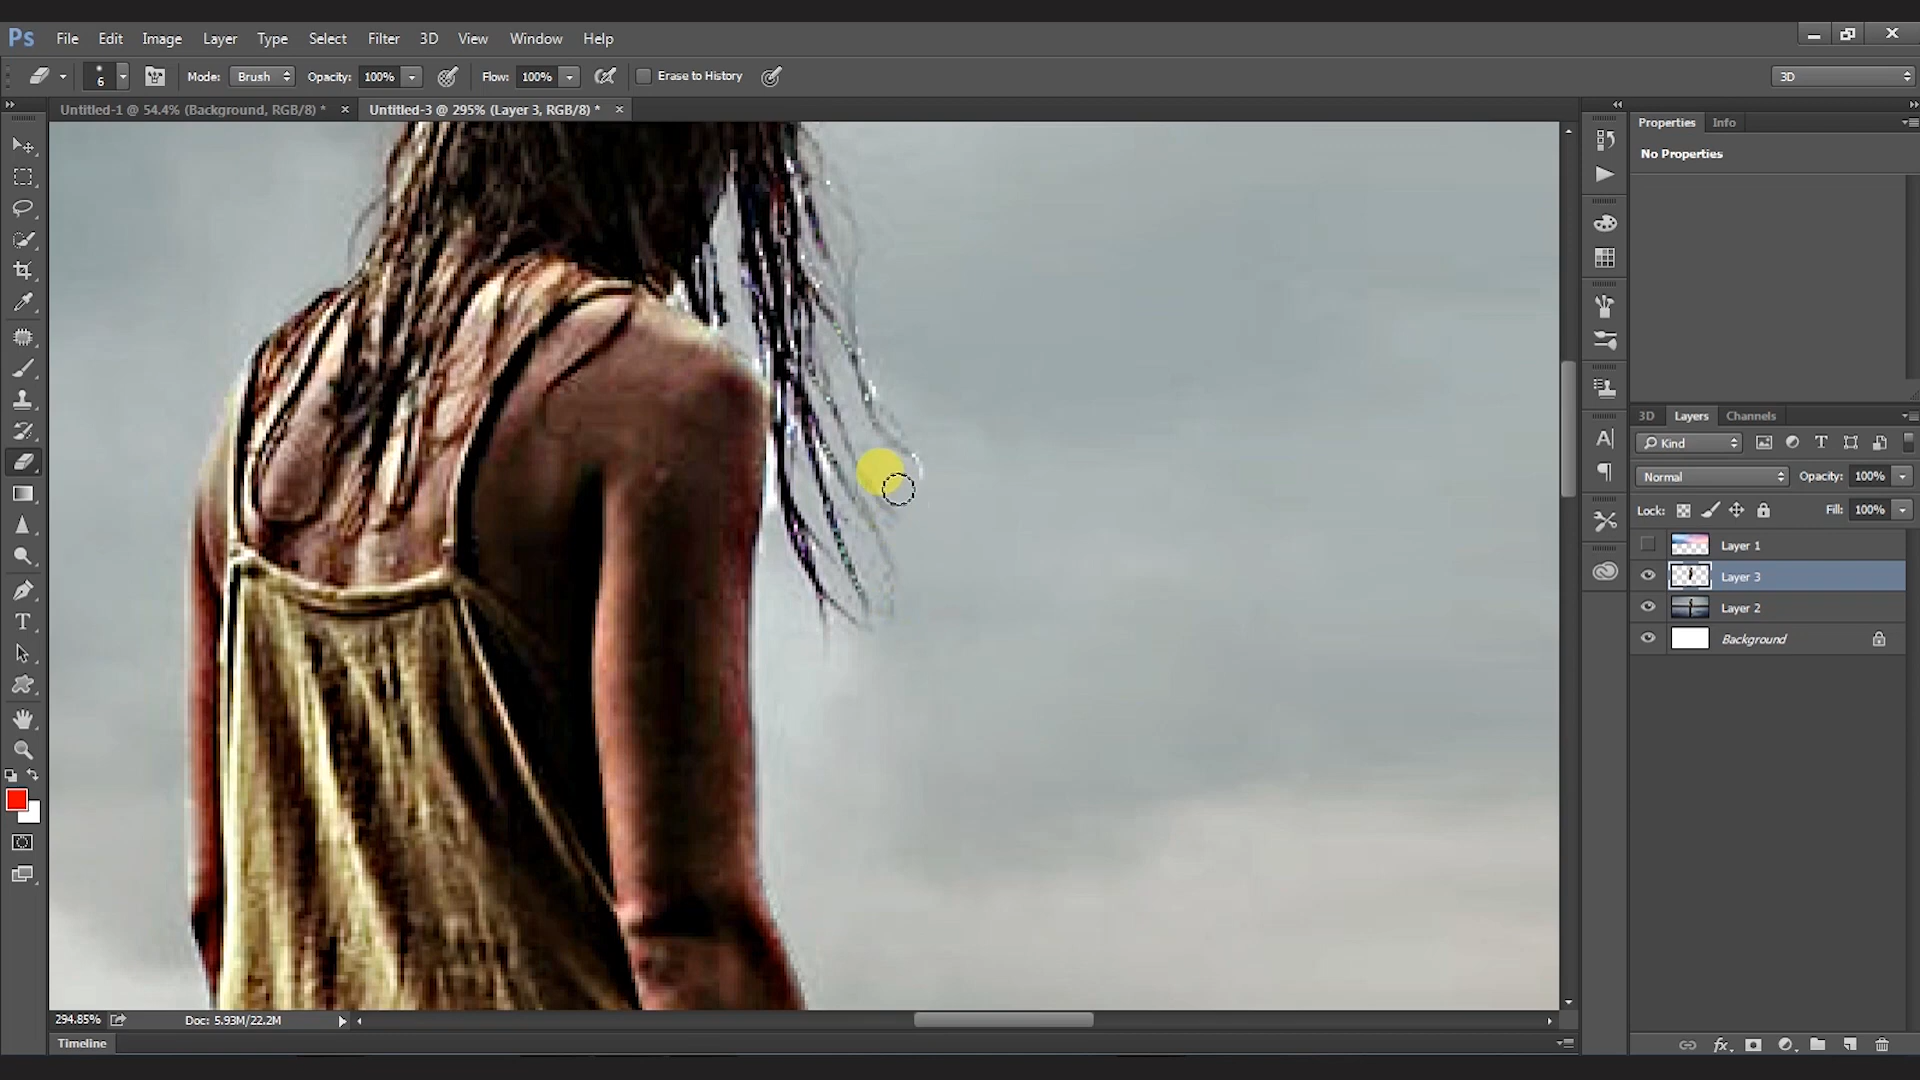 Ps File Edit Image Layer Type Select Filter 3D View Window Help
6 Mode: Brush Opacity: 100% Flow: 100% Erase to History 3D
Untitled-1 @ 54.4% (Background, RGB/8) * × Untitled-3 @ 295% (Layer 3, RGB/8) * ×
Properties Info
No Properties
3D Layers Channels
Kind
Normal Opacity: 100%
Lock: Fill: 100%
Layer 1
Layer 3
Layer 2
Background
294.85% Doc: 5.93M/22.2M
Timeline